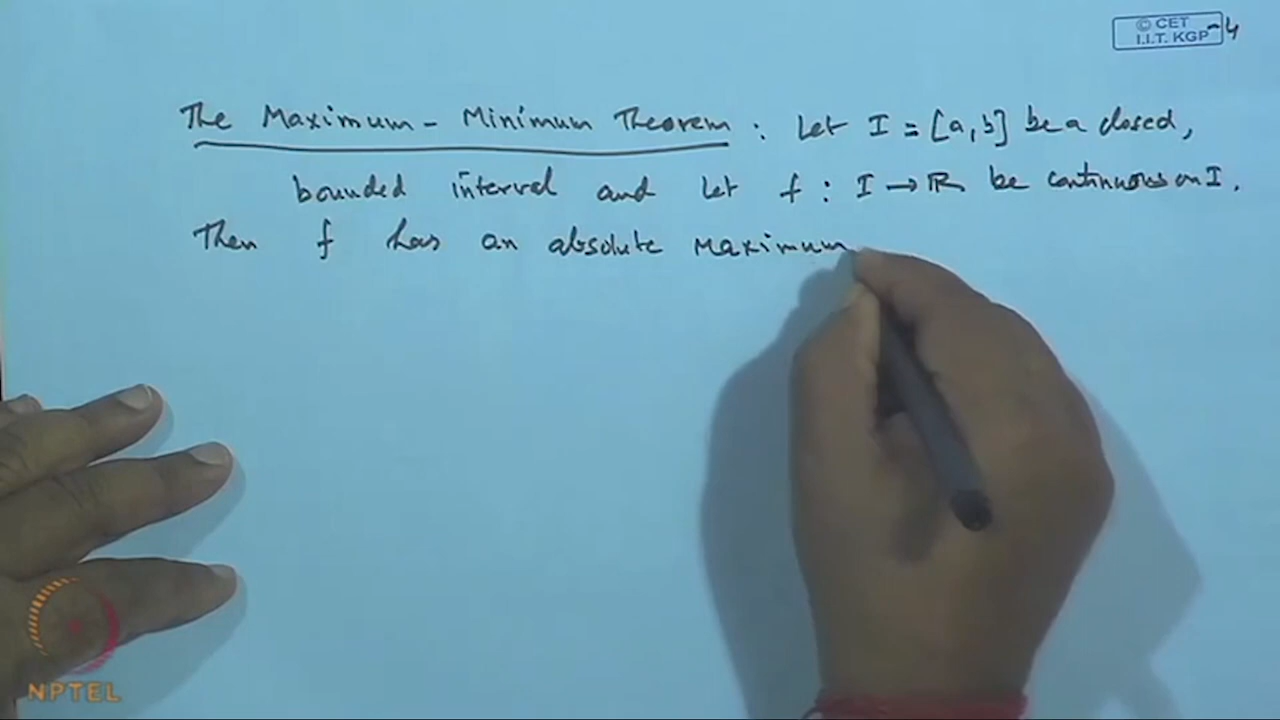 © CET
I.I.T. KGP -4
The Maximum - Minimum Theorem : Let I = [a, b] be a closed,
bounded interval and let f : I → R be continuous on I.
Then f has an absolute maximum
NPTEL